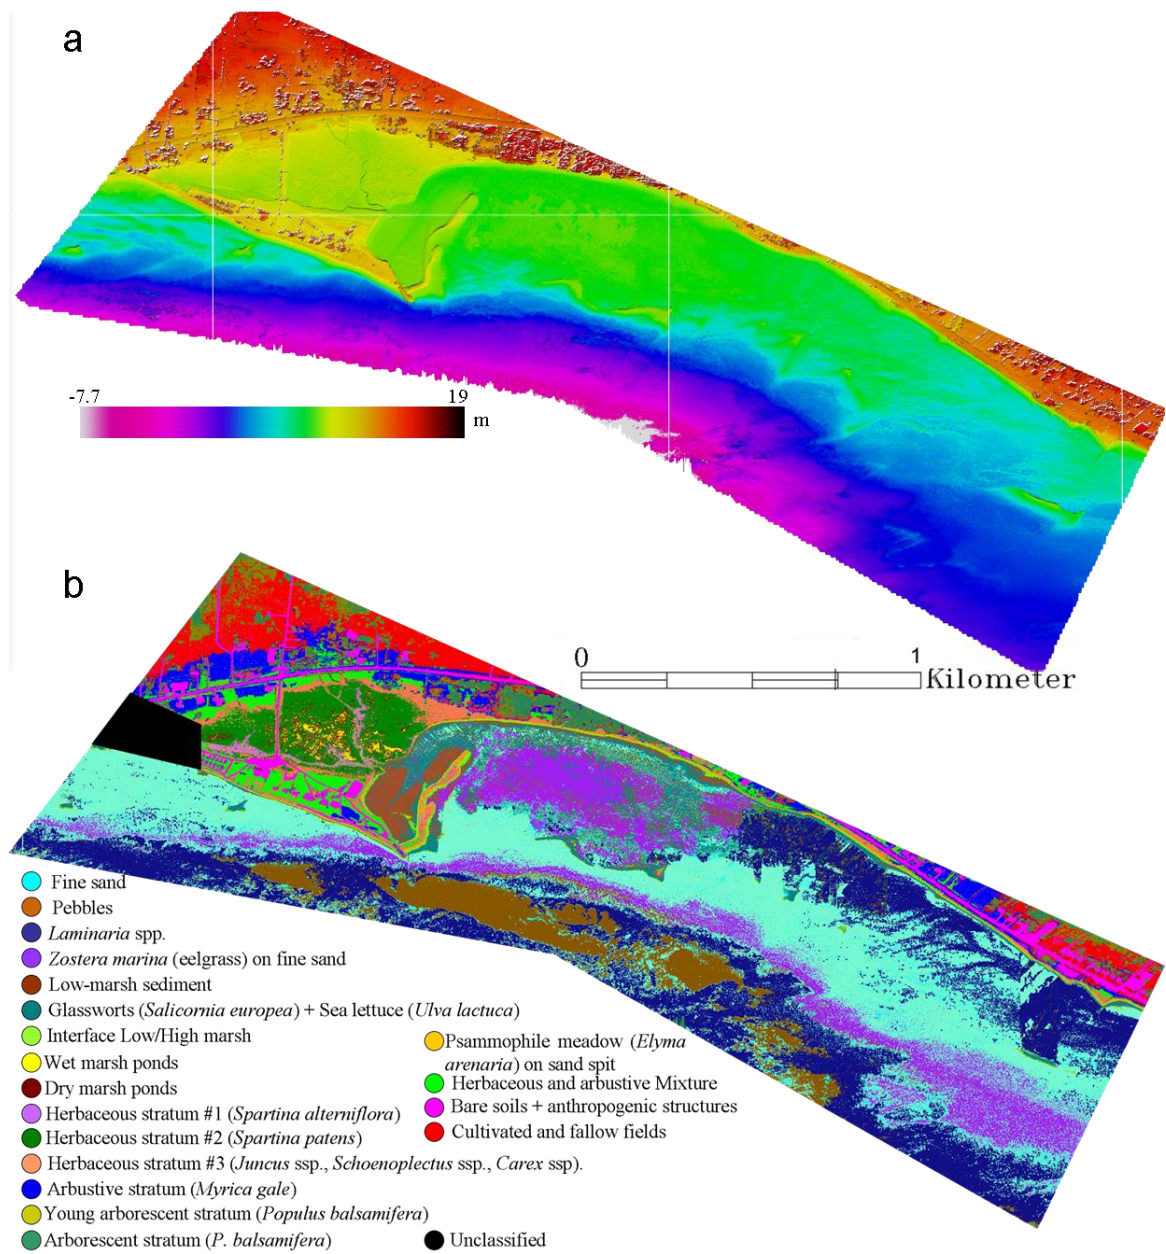 a
-7.7 19
m
b
0 1
Kilometer
Fine sand
Pebbles
Laminaria spp.
Zostera marina (eelgrass) on fine sand
Low-marsh sediment
Glassworts (Salicornia europea) + Sea lettuce (Ulva lactuca)
Interface Low/High marsh
Wet marsh ponds
Dry marsh ponds
Herbaceous stratum #1 (Spartina alterniflora)
Herbaceous stratum #2 (Spartina patens)
Herbaceous stratum #3 (Juncus ssp., Schoenoplectus ssp., Carex ssp).
Arbustive stratum (Myrica gale)
Young arborescent stratum (Populus balsamifera)
Arborescent stratum (P. balsamifera)
Psammophile meadow (Elyma
arenaria) on sand spit
Herbaceous and arbustive Mixture
Bare soils + anthropogenic structures
Cultivated and fallow fields
Unclassified